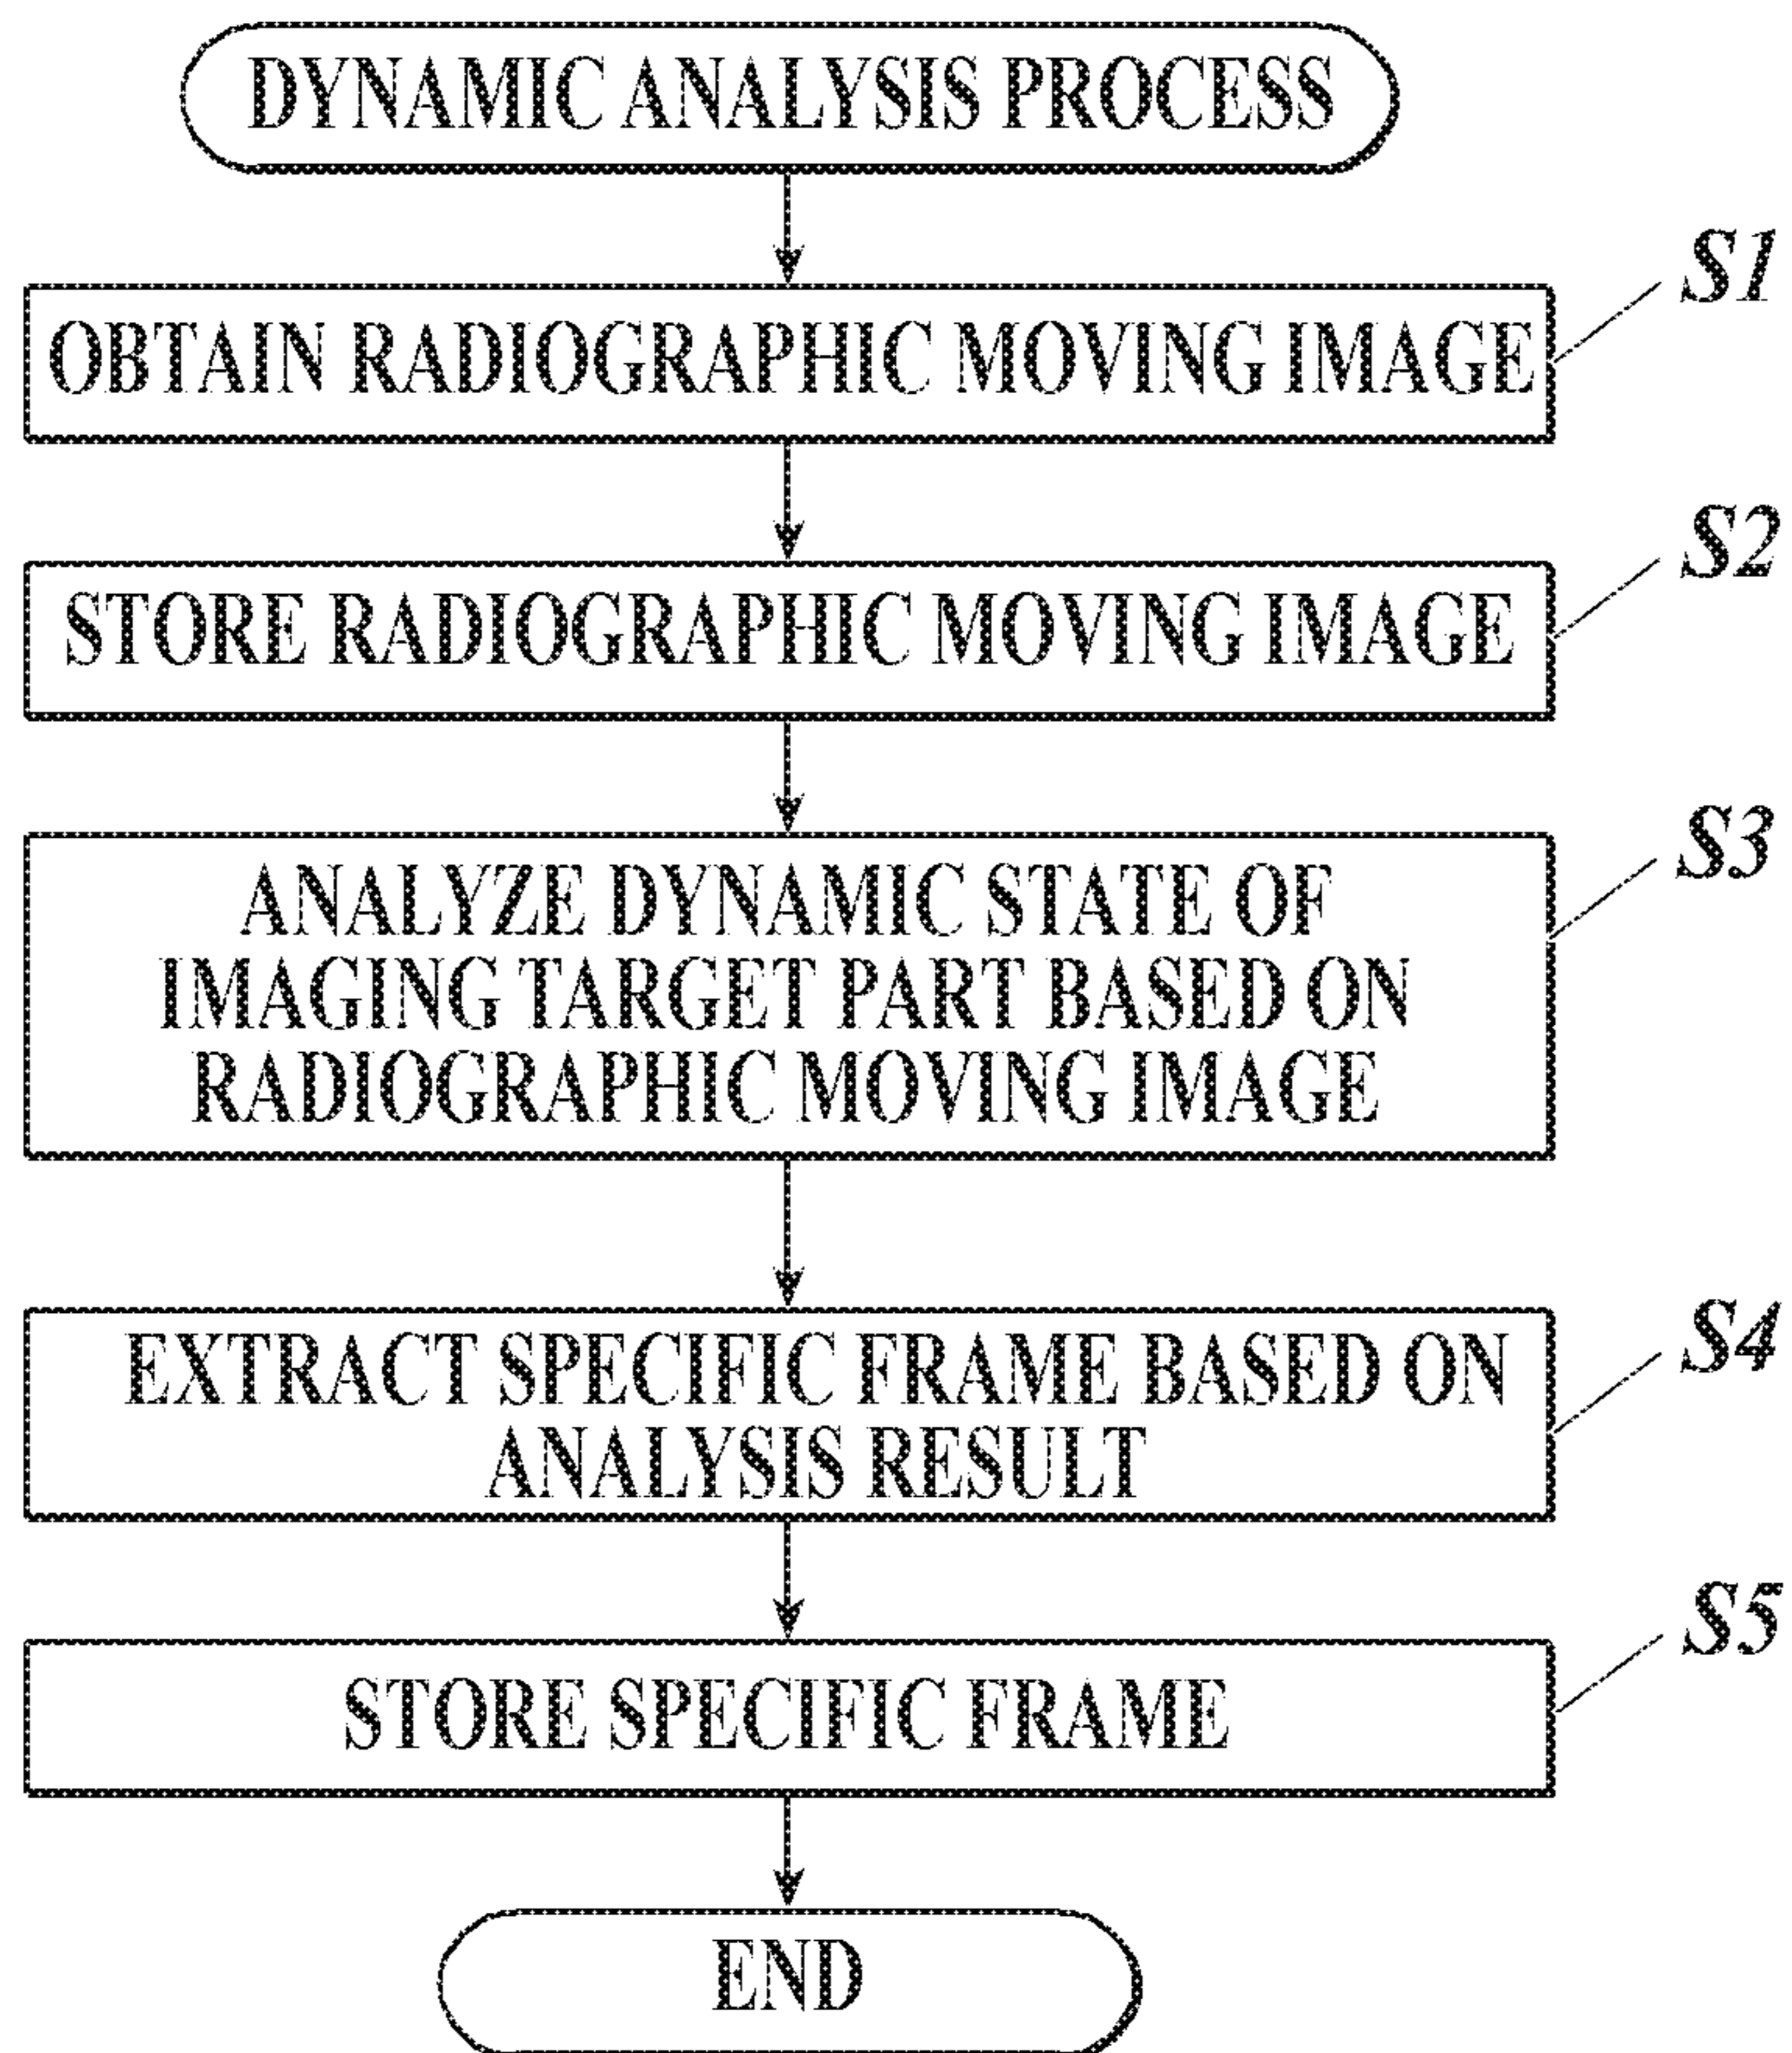 DYNAMIC ANALYSIS PROCESS
S1
OBTAIN RADIOGRAPHIC MOVING IMAGE
S2
STORE RADIOGRAPHIC MOVING IMAGE
S3
ANALYZE DYNAMIC STATE OF
IMAGING TARGET PART BASED ON
RADIOGRAPHIC MOVING IMAGE
S4
EXTRACT SPECIFIC FRAME BASED ON
ANALYSIS RESULT
S5
STORE SPECIFIC FRAME
END